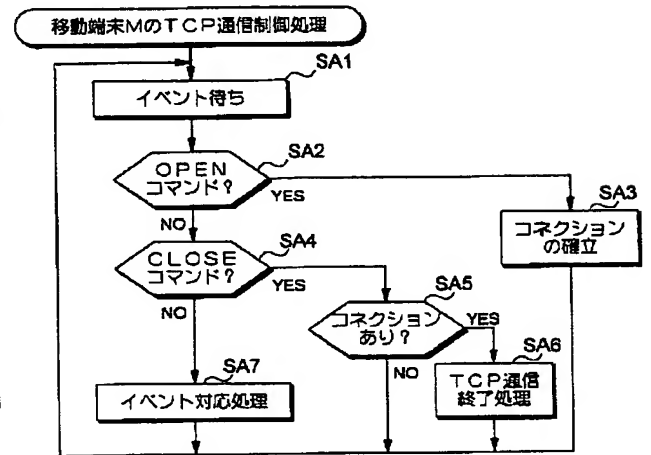 移動端末MのTCP通信制御処理
SA1
イベント待ち
SA2
OPEN
コマンド?
YES
NO
SA3
コネクション
の確立
SA4
CLOSE
コマンド?
YES
NO
SA5
コネクション
あり?
YES
NO
SA6
TCP通信
終了処理
SA7
イベント対応処理